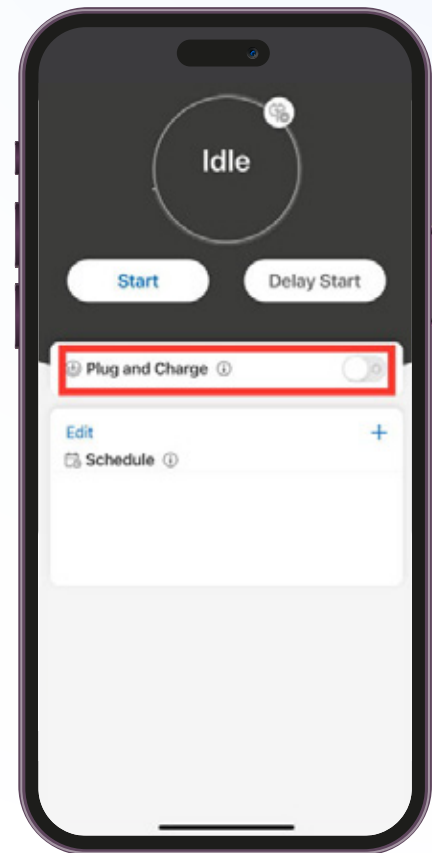 Idle
Start
Delay Start
Plug and Charge
Edit
Schedule